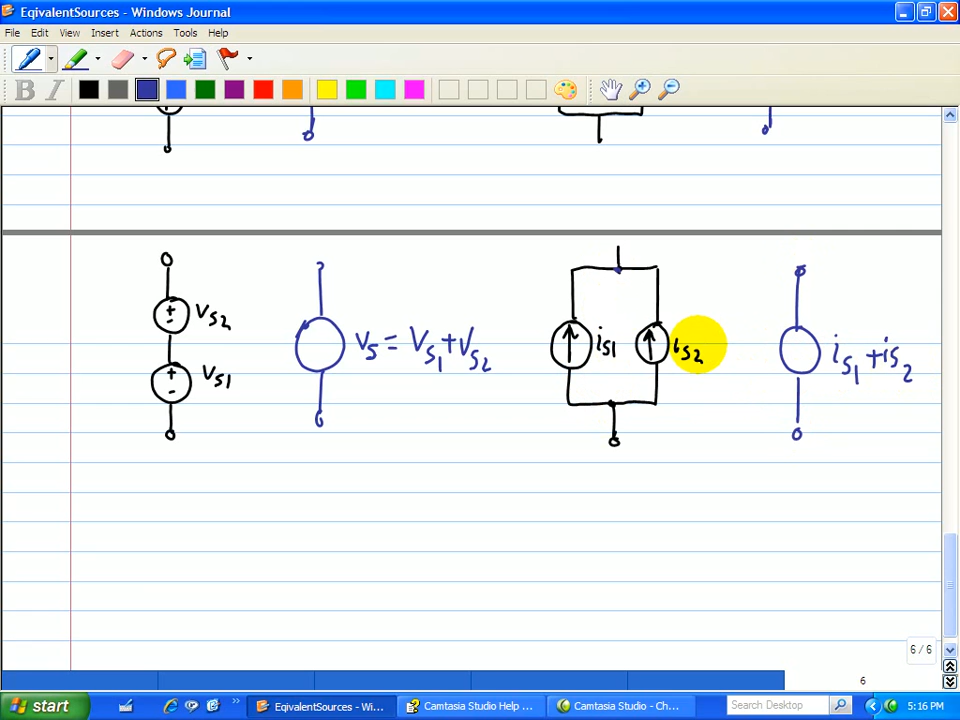 EqivalentSources - Windows Journal
File Edit View Insert Actions Tools Help
B I
+
-
VS2
+
-
VS1
VS = VS1 + VS2
iS1
iS2
iS1 + iS2
6 / 6
6
start
EqivalentSources - Wi...
Camtasia Studio Help ...
Camtasia Studio - Ch...
Search Desktop
5:16 PM